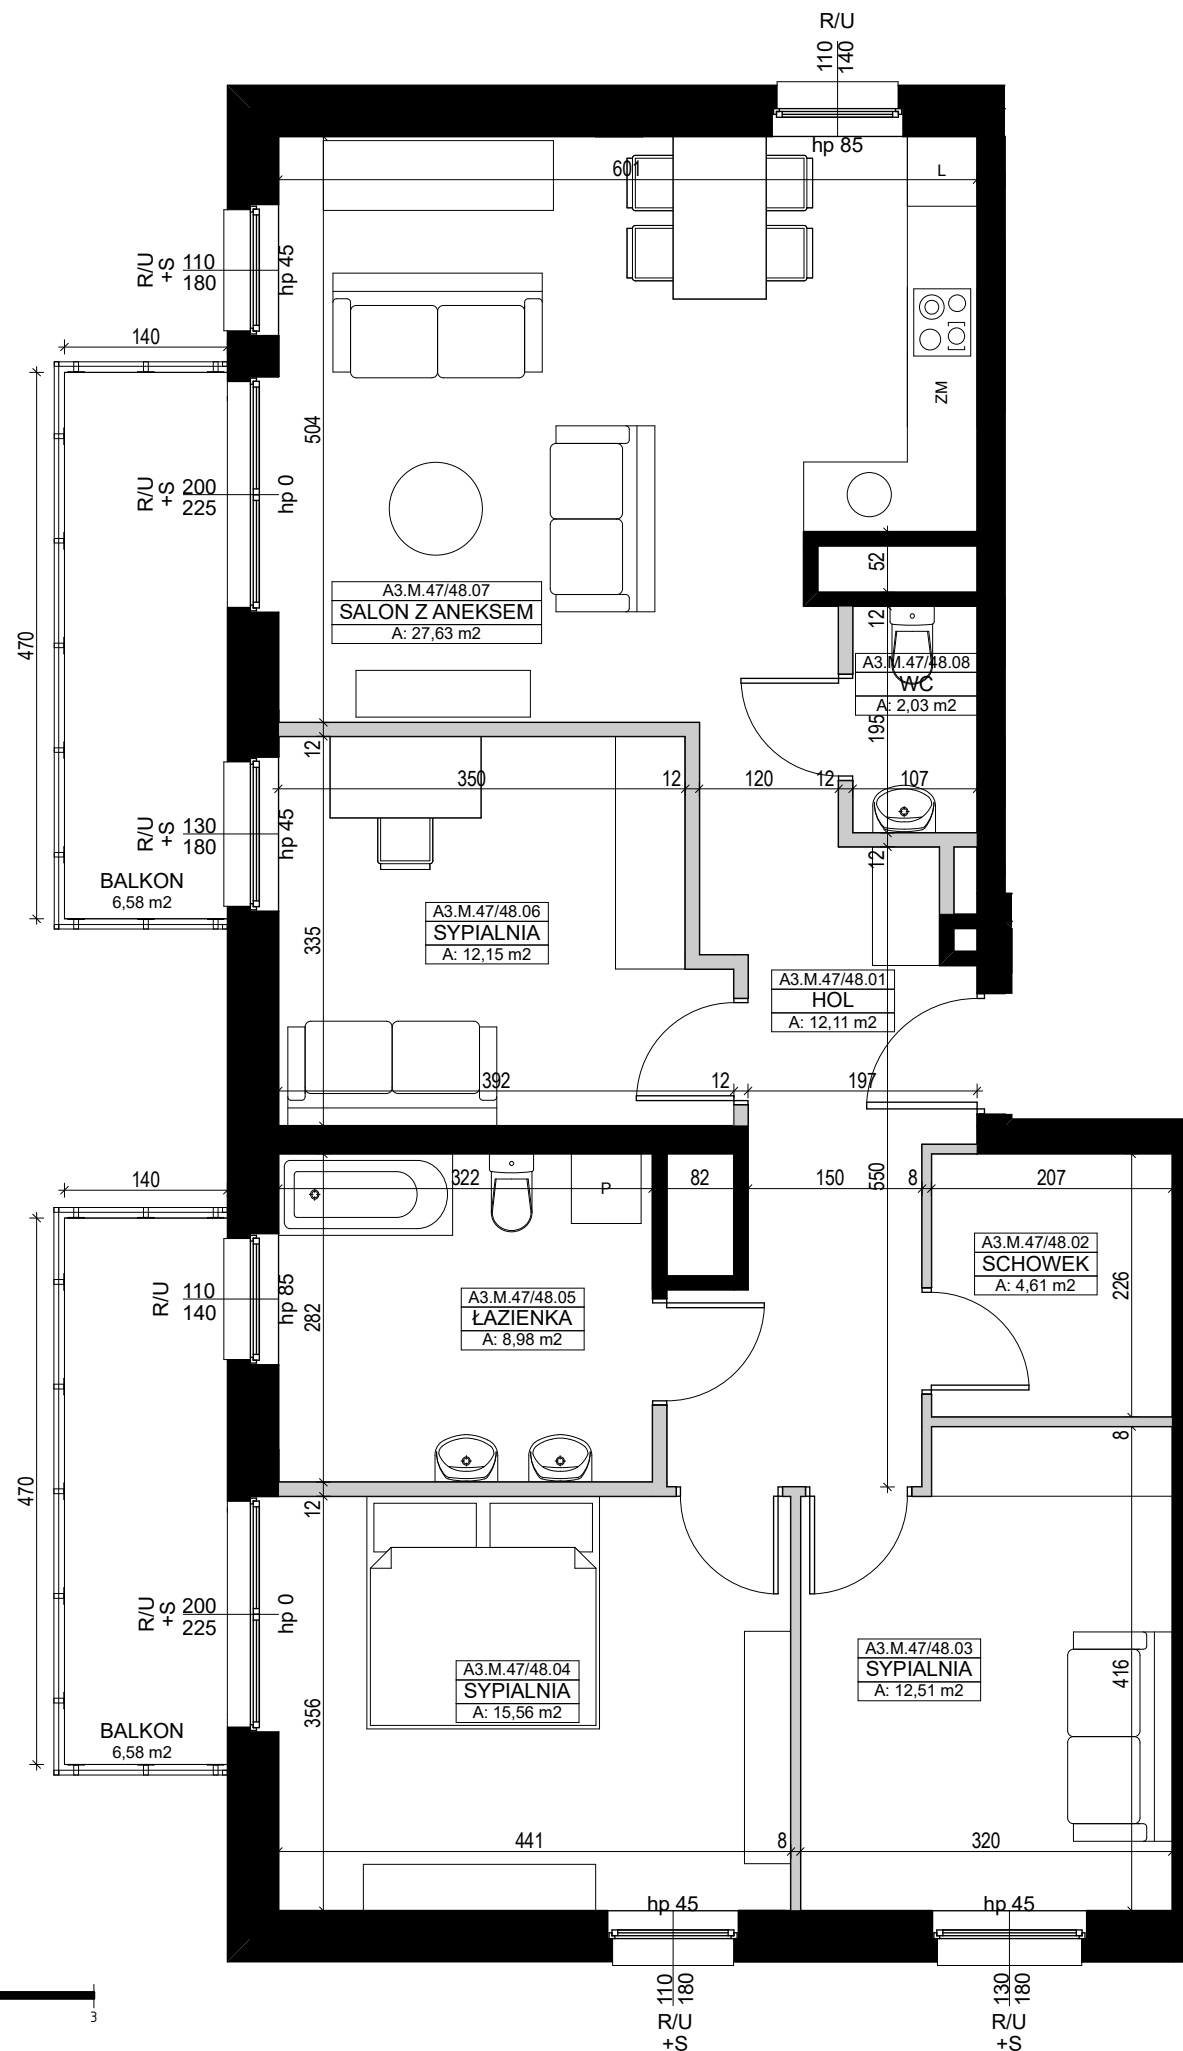 R/U
110
140
hp 85
601
L
R/U
+S
110
180
hp 45
140
ZM
504
R/U
+S
200
225
hp 0
52
A3.M.47/48.07
SALON Z ANEKSEM
A: 27,63 m2
12
470
A3.M.47/48.08
WC
A: 2,03 m2
195
12
350
12
120
12
107
R/U
+S
130
180
hp 45
12
BALKON
6,58 m2
A3.M.47/48.06
SYPIALNIA
A: 12,15 m2
335
A3.M.47/48.01
HOL
A: 12,11 m2
392
12
197
140
322
P
82
150
550
8
207
A3.M.47/48.02
SCHOWEK
A: 4,61 m2
226
R/U
110
140
hp 85
282
A3.M.47/48.05
ŁAZIENKA
A: 8,98 m2
8
470
12
R/U
+S
200
225
hp 0
A3.M.47/48.04
SYPIALNIA
A: 15,56 m2
A3.M.47/48.03
SYPIALNIA
A: 12,51 m2
416
356
BALKON
6,58 m2
441
8
320
hp 45
hp 45
110
180
R/U
+S
130
180
R/U
+S
3